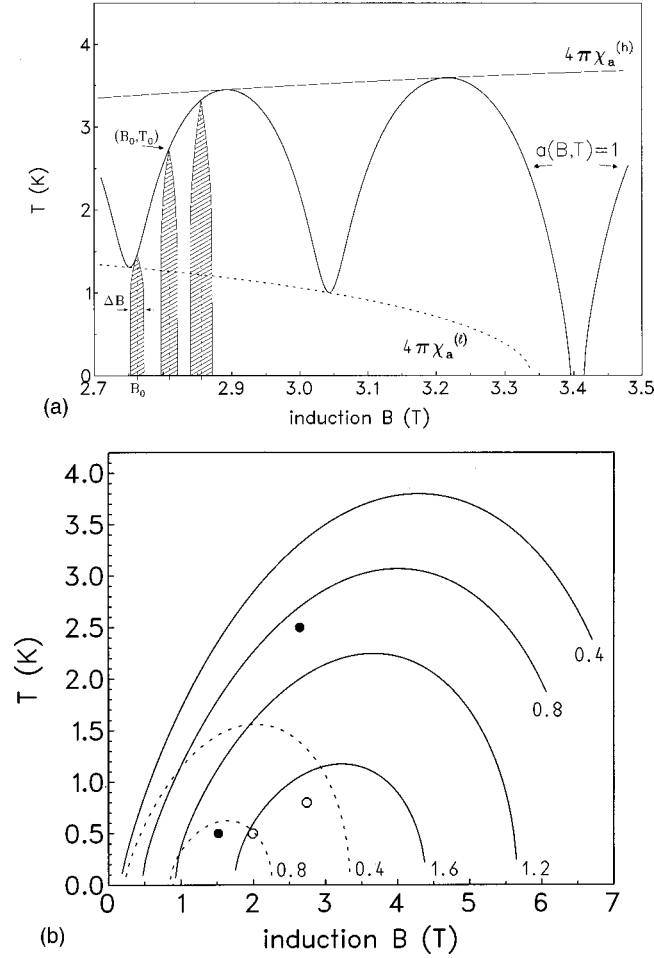 4
3
2
1
0
T (K)
4πχₐ⁽ʰ⁾
(B₀,T₀)
a(B,T)=1
ΔB
4πχₐ⁽ˡ⁾
2.7 2.9 3.0 3.1 3.2 3.3 3.4 3.5
B₀
(a) induction B (T)
4.0
3.5
3.0
2.5
2.0
1.5
1.0
0.5
0.0
T (K)
0.4
0.8
0.8 0.4 1.6 1.2
0 1 2 3 4 5 6 7
(b) induction B (T)